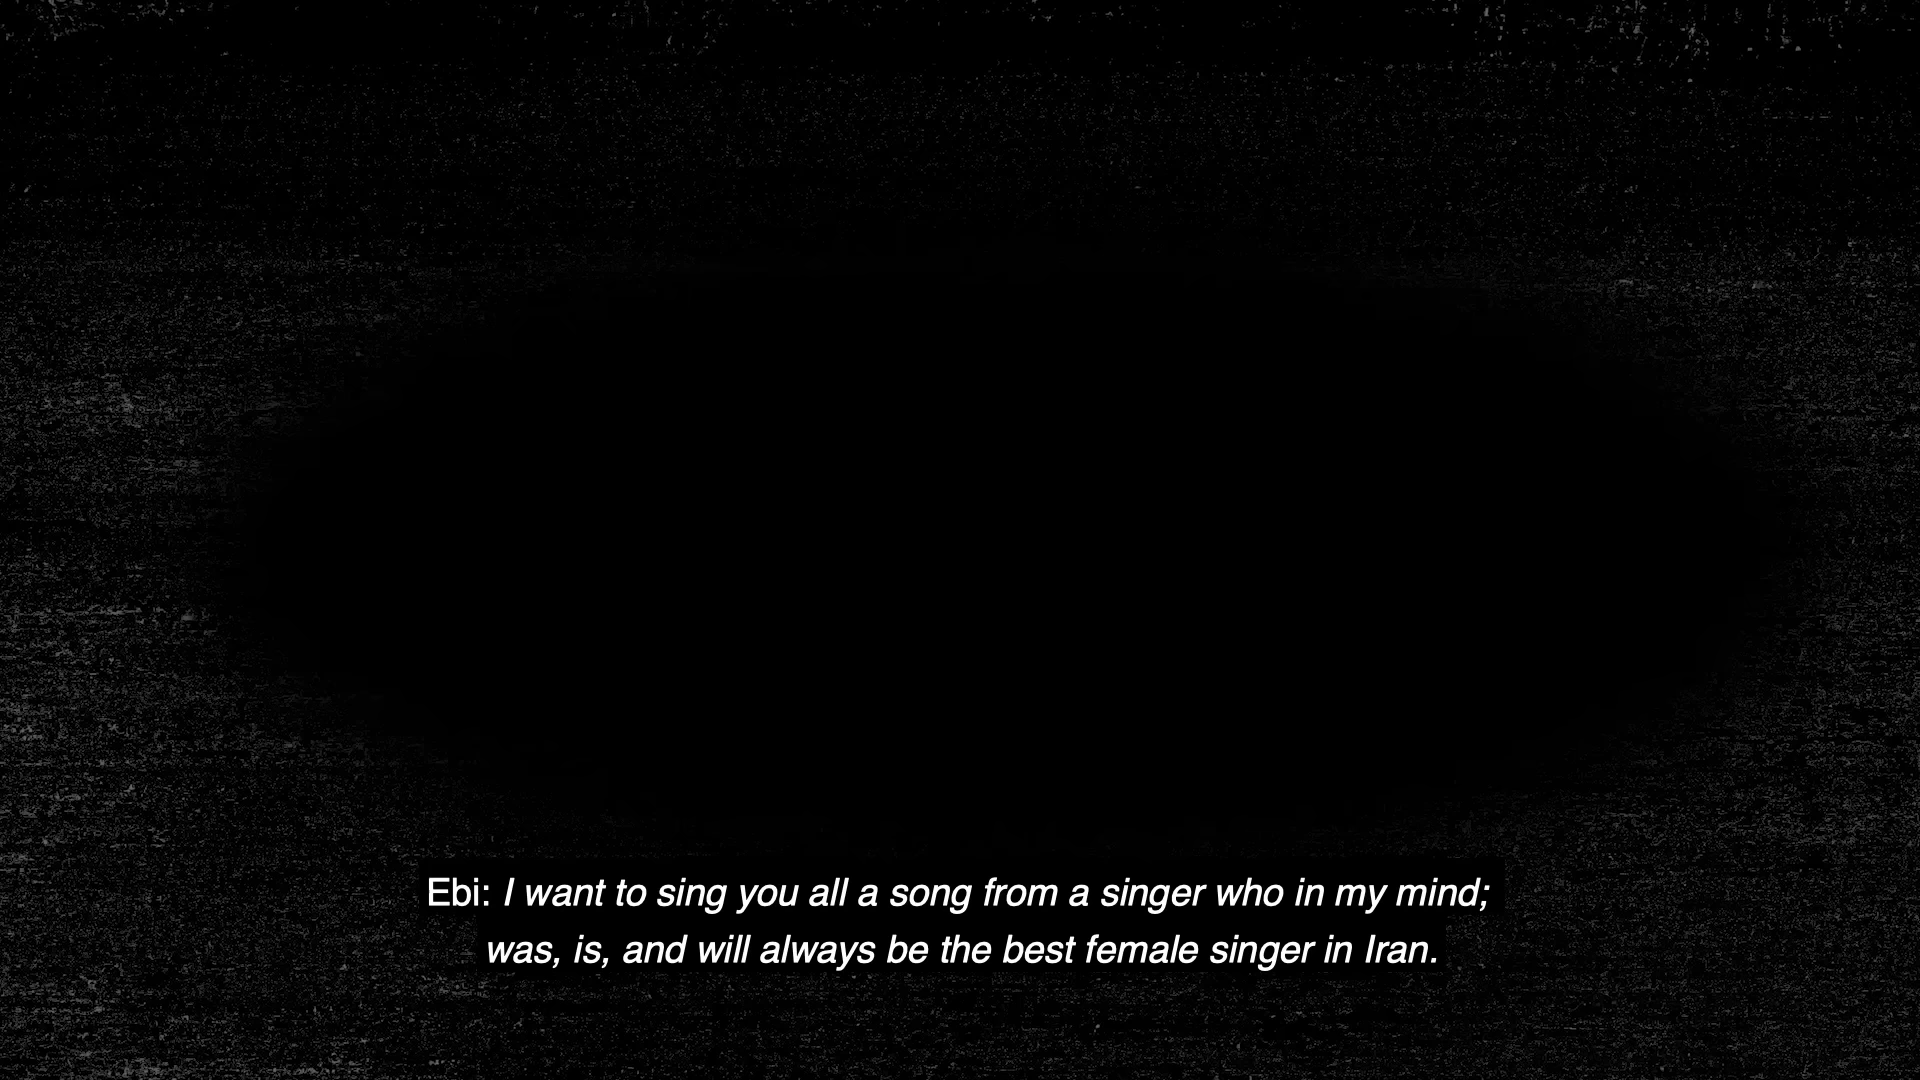 Ebi: I want to sing you all a song from a singer who in my mind;
was, is, and will always be the best female singer in Iran.